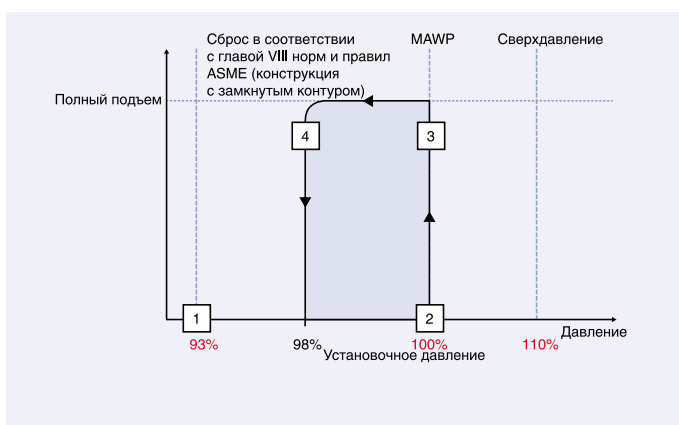 Сброс в соответствии
с главой VIII норм и правил
ASME (конструкция
с замкнутым контуром)
MAWP
Сверхдавление
Полный подъем
4
3
1
2
Давление
93%
98%
100%
110%
Установочное давление